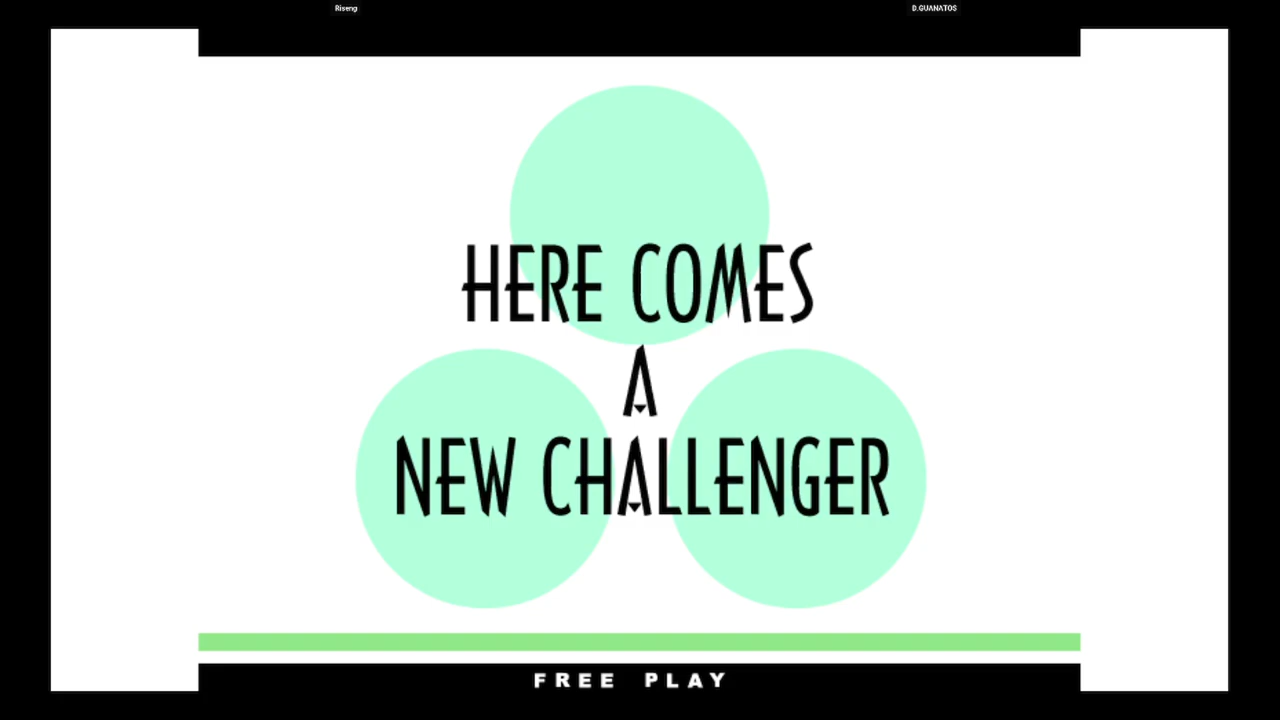 Riseng
D.GUANATOS
HERE COMES
A
NEW CHALLENGER
FREE PLAY